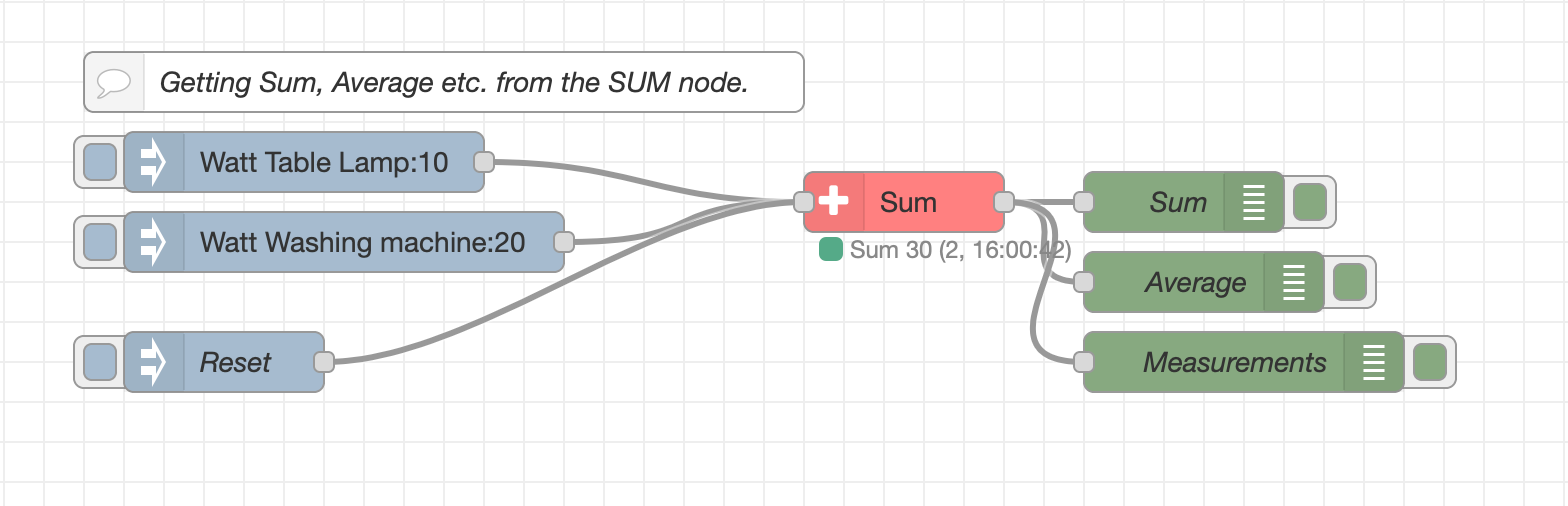 Getting Sum, Average etc. from the SUM node.
Watt Table Lamp:10
Watt Washing machine:20
Reset
Sum
Sum 30 (2, 16:00:42)
Sum
Average
Measurements